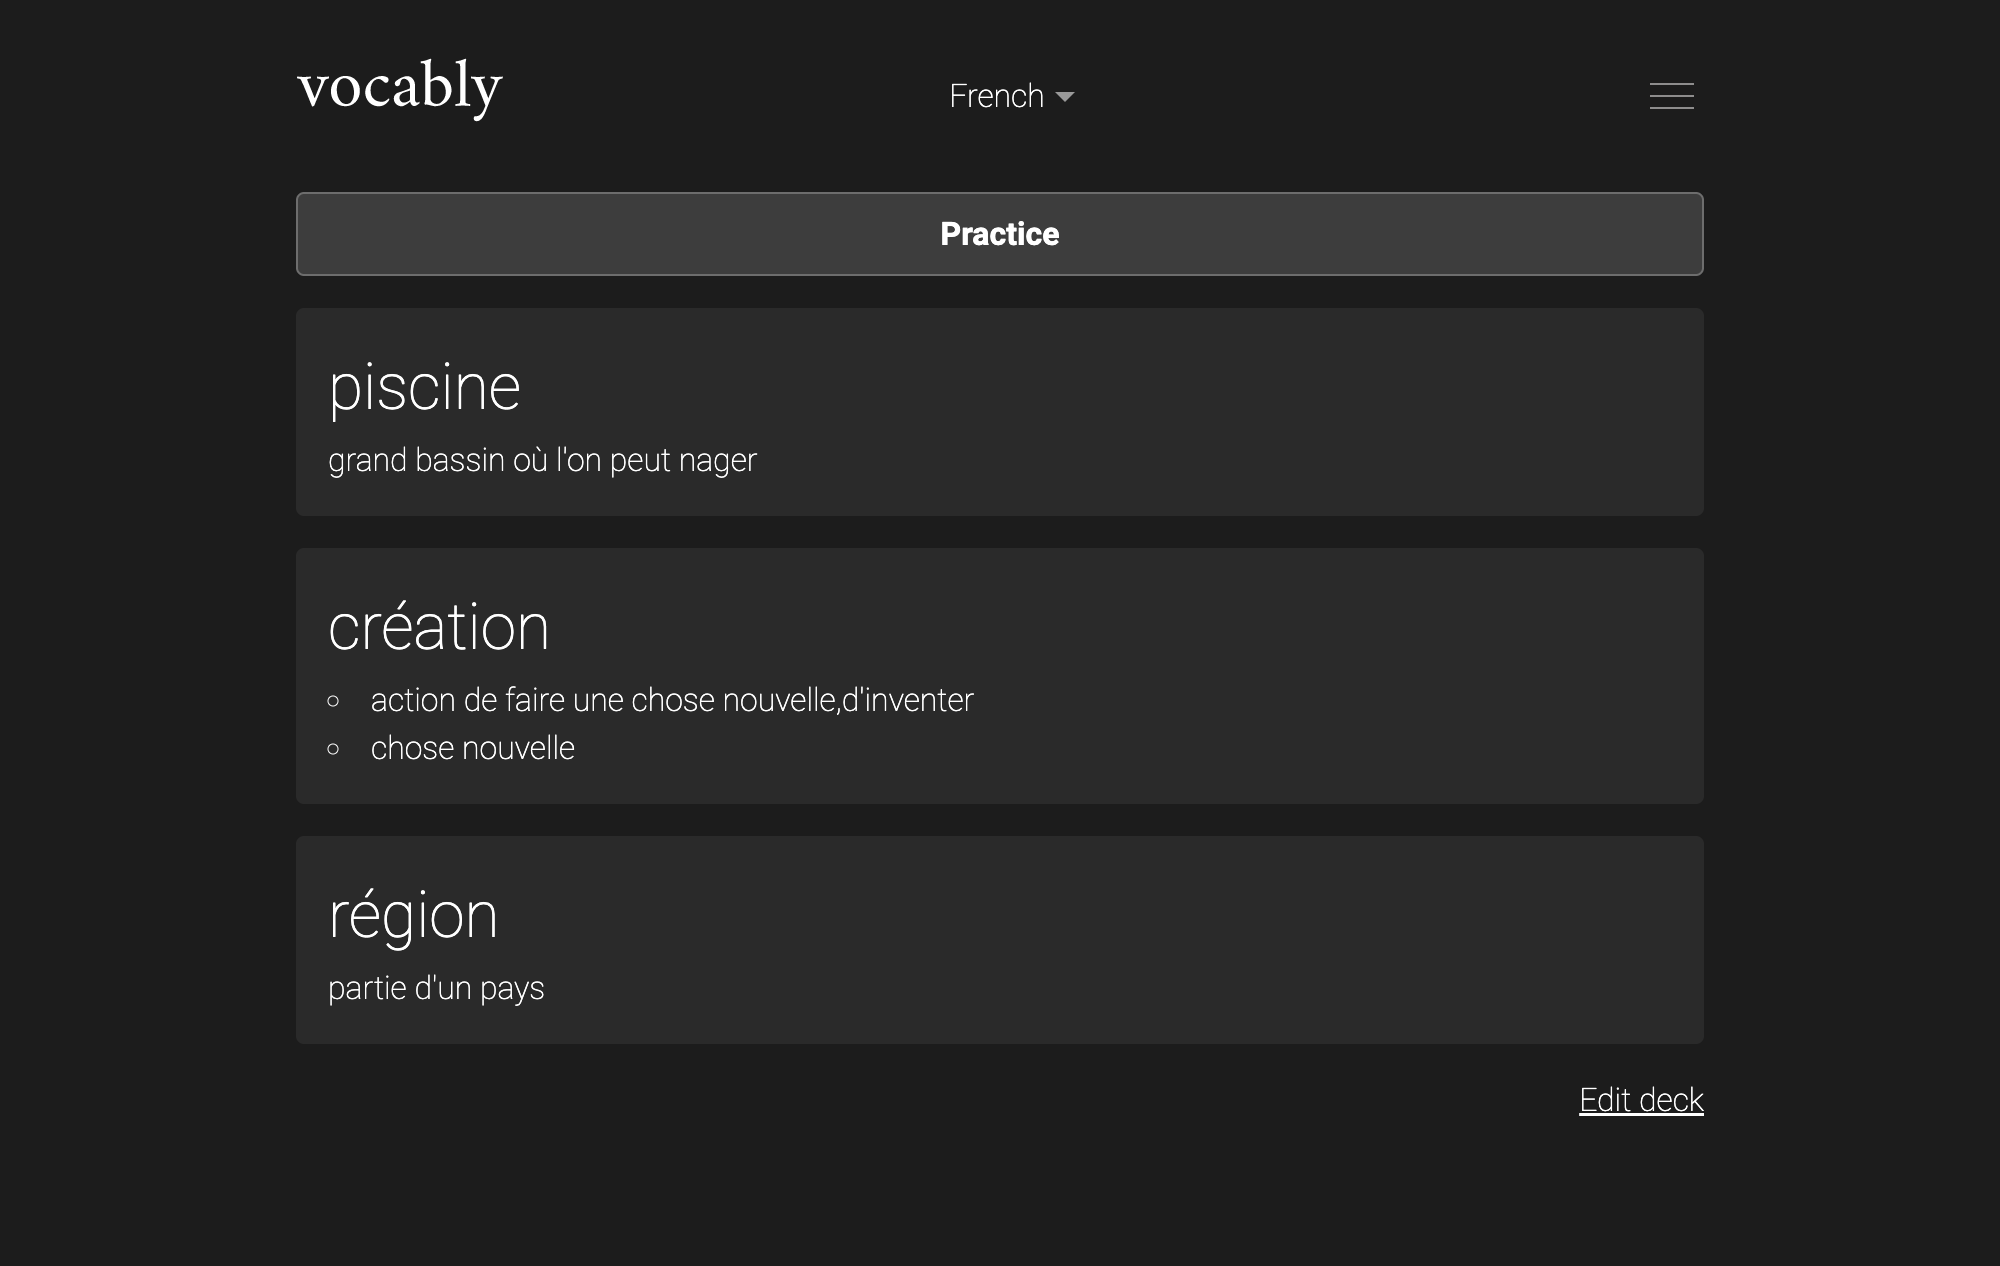 vocably
French
Practice
piscine
grand bassin où l'on peut nager
création
action de faire une chose nouvelle,d'inventer
chose nouvelle
région
partie d'un pays
Edit deck